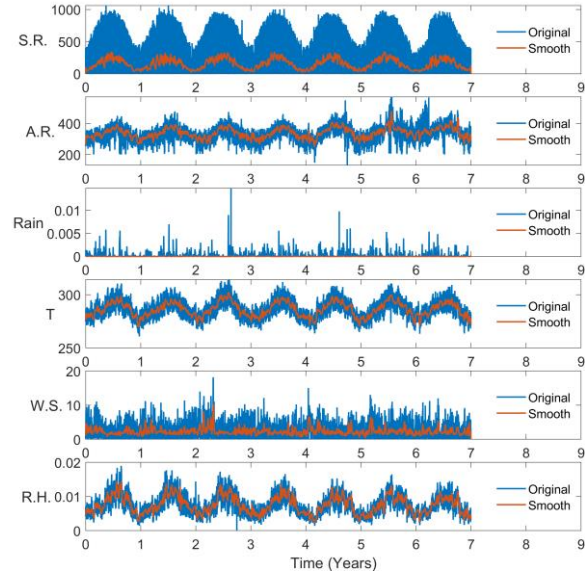 S.R.
1000
500
0
0 1 2 3 4 5 6 7 8 9
Original
Smooth
A.R.
400
200
0 1 2 3 4 5 6 7 8 9
Original
Smooth
Rain
0.01
0.005
0
0 1 2 3 4 5 6 7 8 9
Original
Smooth
T
300
250
0 1 2 3 4 5 6 7 8 9
Original
Smooth
W.S.
20
10
0
0 1 2 3 4 5 6 7 8 9
Original
Smooth
R.H.
0.02
0.01
0
0 1 2 3 4 5 6 7 8 9
Original
Smooth
Time (Years)